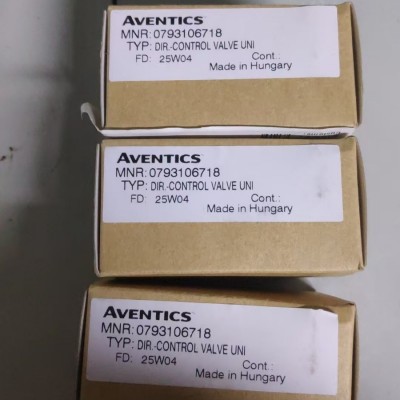 AVENTICS
MNR: 0793106718
TYP: DIR.-CONTROL VALVE UNI
FD: 25W04 Cont.:
Made in Hungary
AVENTICS
MNR: 0793106718
TYP: DIR.-CONTROL VALVE UNI
FD: 25W04 Cont.:
Made in Hungary
AVENTICS
MNR: 0793106718
TYP: DIR.-CONTROL VALVE UNI
FD: 25W04 Cont.:
Made in Hungary